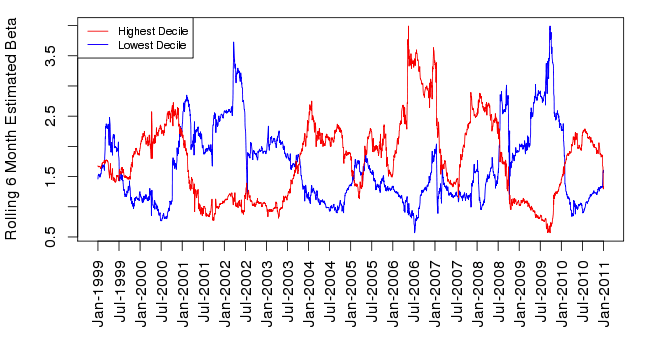 Highest Decile
Lowest Decile
Rolling 6 Month Estimated Beta
3.5
2.5
1.5
0.5
Jan-1999
Jul-1999
Jan-2000
Jul-2000
Jan-2001
Jul-2001
Jan-2002
Jul-2002
Jan-2003
Jul-2003
Jan-2004
Jul-2004
Jan-2005
Jul-2005
Jan-2006
Jul-2006
Jan-2007
Jul-2007
Jan-2008
Jul-2008
Jan-2009
Jul-2009
Jan-2010
Jul-2010
Jan-2011